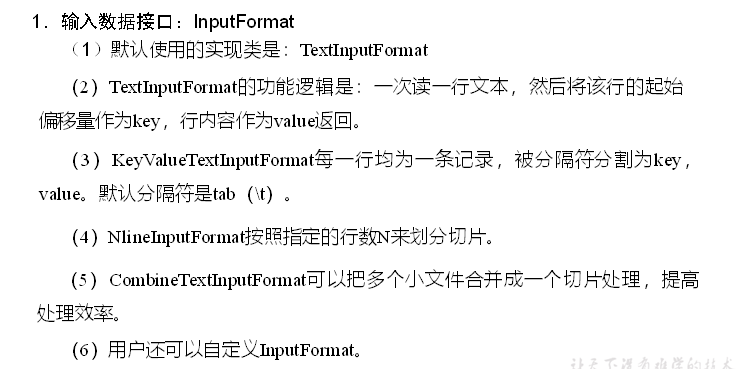 1．输入数据接口：InputFormat
（1）默认使用的实现类是：TextInputFormat
（2）TextInputFormat的功能逻辑是：一次读一行文本，然后将该行的起始
偏移量作为key，行内容作为value返回。
（3）KeyValueTextInputFormat每一行均为一条记录，被分隔符分割为key，
value。默认分隔符是tab（\t）。
（4）NlineInputFormat按照指定的行数N来划分切片。
（5）CombineTextInputFormat可以把多个小文件合并成一个切片处理，提高
处理效率。
（6）用户还可以自定义InputFormat。
让天下没有难学的技术